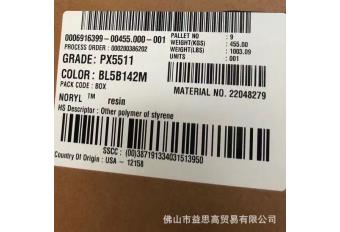 0006916399-00455.000-001
PROCESS ORDER : 000200386202
GRADE: PX5511
COLOR: BL5B142M
PACK CODE : BOX
PALLET NO : 9
WEIGHT(KGS) : 455.00
WEIGHT(LBS) : 1003.09
UNITS : 001
MATERIAL NO. 22048279
NORYL ™ resin
HS Descriptor : Other polymer of styrene
SSCC : (00)387191334031513950
Country Of Origin : USA - 12158
佛山市益思高贸易有限公司